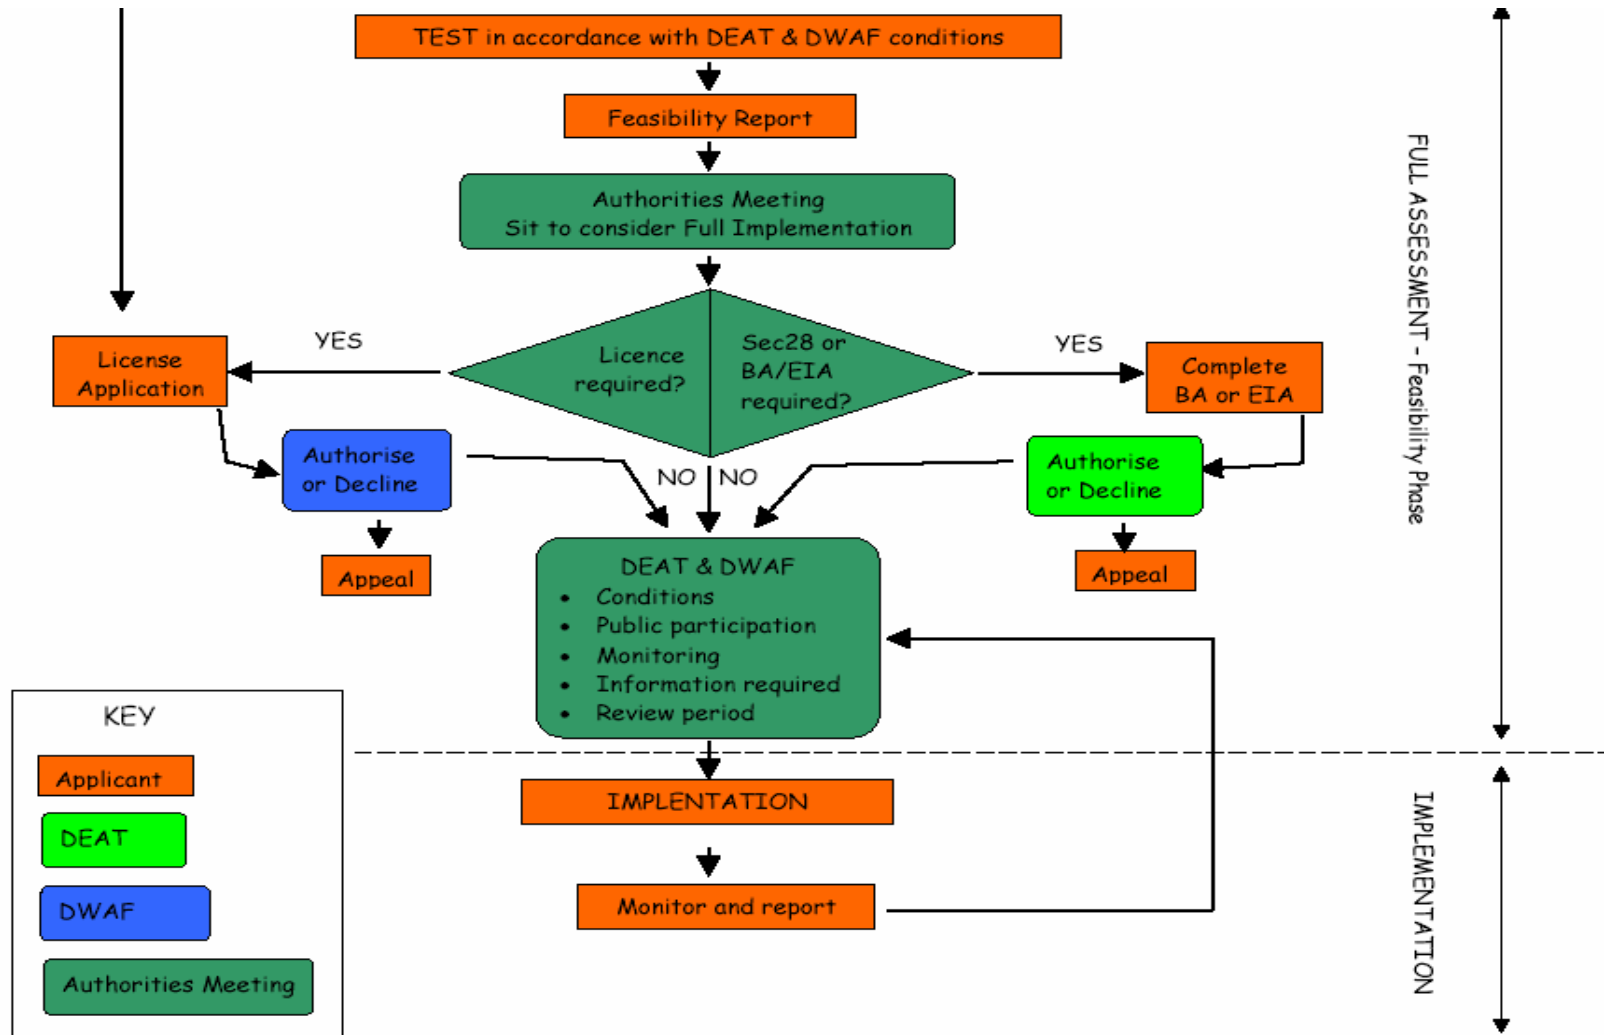 TEST in accordance with DEAT & DWAF conditions
Feasibility Report
Authorities Meeting
Sit to consider Full Implementation
YES
License
Application
Licence
required?
Sec28 or
BA/EIA
required?
YES
Complete
BA or EIA
Authorise
or Decline
NO
NO
Authorise
or Decline
Appeal
Appeal
DEAT & DWAF
• Conditions
• Public participation
• Monitoring
• Information required
• Review period
FULL ASSESSMENT - Feasibility Phase
KEY
Applicant
DEAT
DWAF
Authorities Meeting
IMPLENTATION
Monitor and report
IMPLEMENTATION